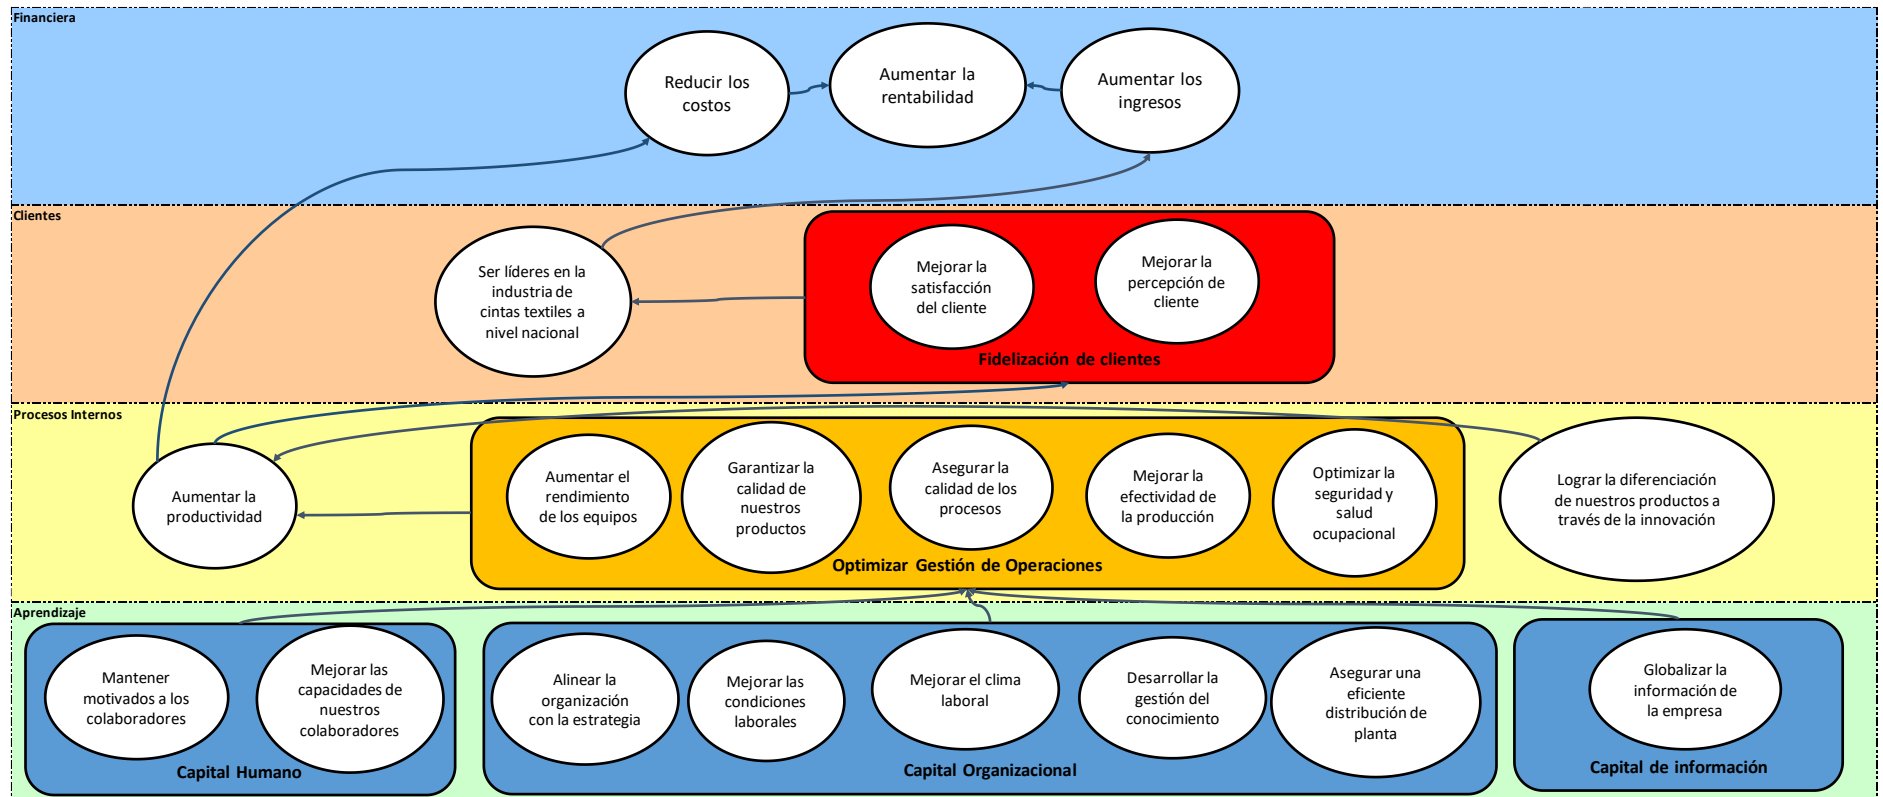 Financiera
Reducir los
costos
Aumentar la
rentabilidad
Aumentar los
ingresos
Clientes
Ser líderes en la
industria de
cintas textiles a
nivel nacional
Mejorar la
satisfacción
del cliente
Mejorar la
percepción de
cliente
Fidelización de clientes
Procesos Internos
Aumentar la
productividad
Aumentar el
rendimiento
de los equipos
Garantizar la
calidad de
nuestros
productos
Asegurar la
calidad de los
procesos
Mejorar la
efectividad de
la producción
Optimizar la
seguridad y
salud
ocupacional
Optimizar Gestión de Operaciones
Lograr la diferenciación
de nuestros productos a
través de la innovación
Aprendizaje
Mantener
motivados a los
colaboradores
Mejorar las
capacidades de
nuestros
colaboradores
Capital Humano
Alinear la
organización
con la estrategia
Mejorar las
condiciones
laborales
Mejorar el clima
laboral
Desarrollar la
gestión del
conocimiento
Asegurar una
eficiente
distribución de
planta
Capital Organizacional
Globalizar la
información de
la empresa
Capital de información